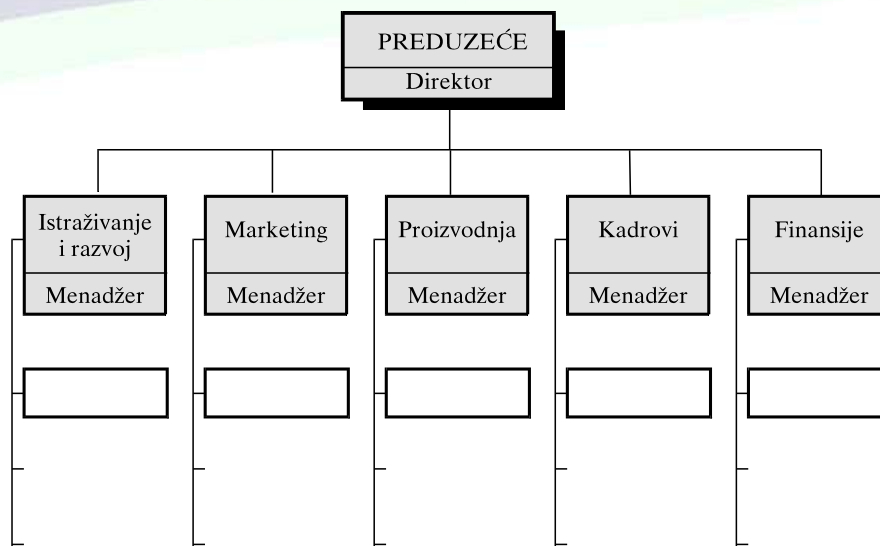 PREDUZEĆE
Direktor
Istraživanje
i razvoj
Menadžer
Marketing
Menadžer
Proizvodnja
Menadžer
Kadrovi
Menadžer
Finansije
Menadžer